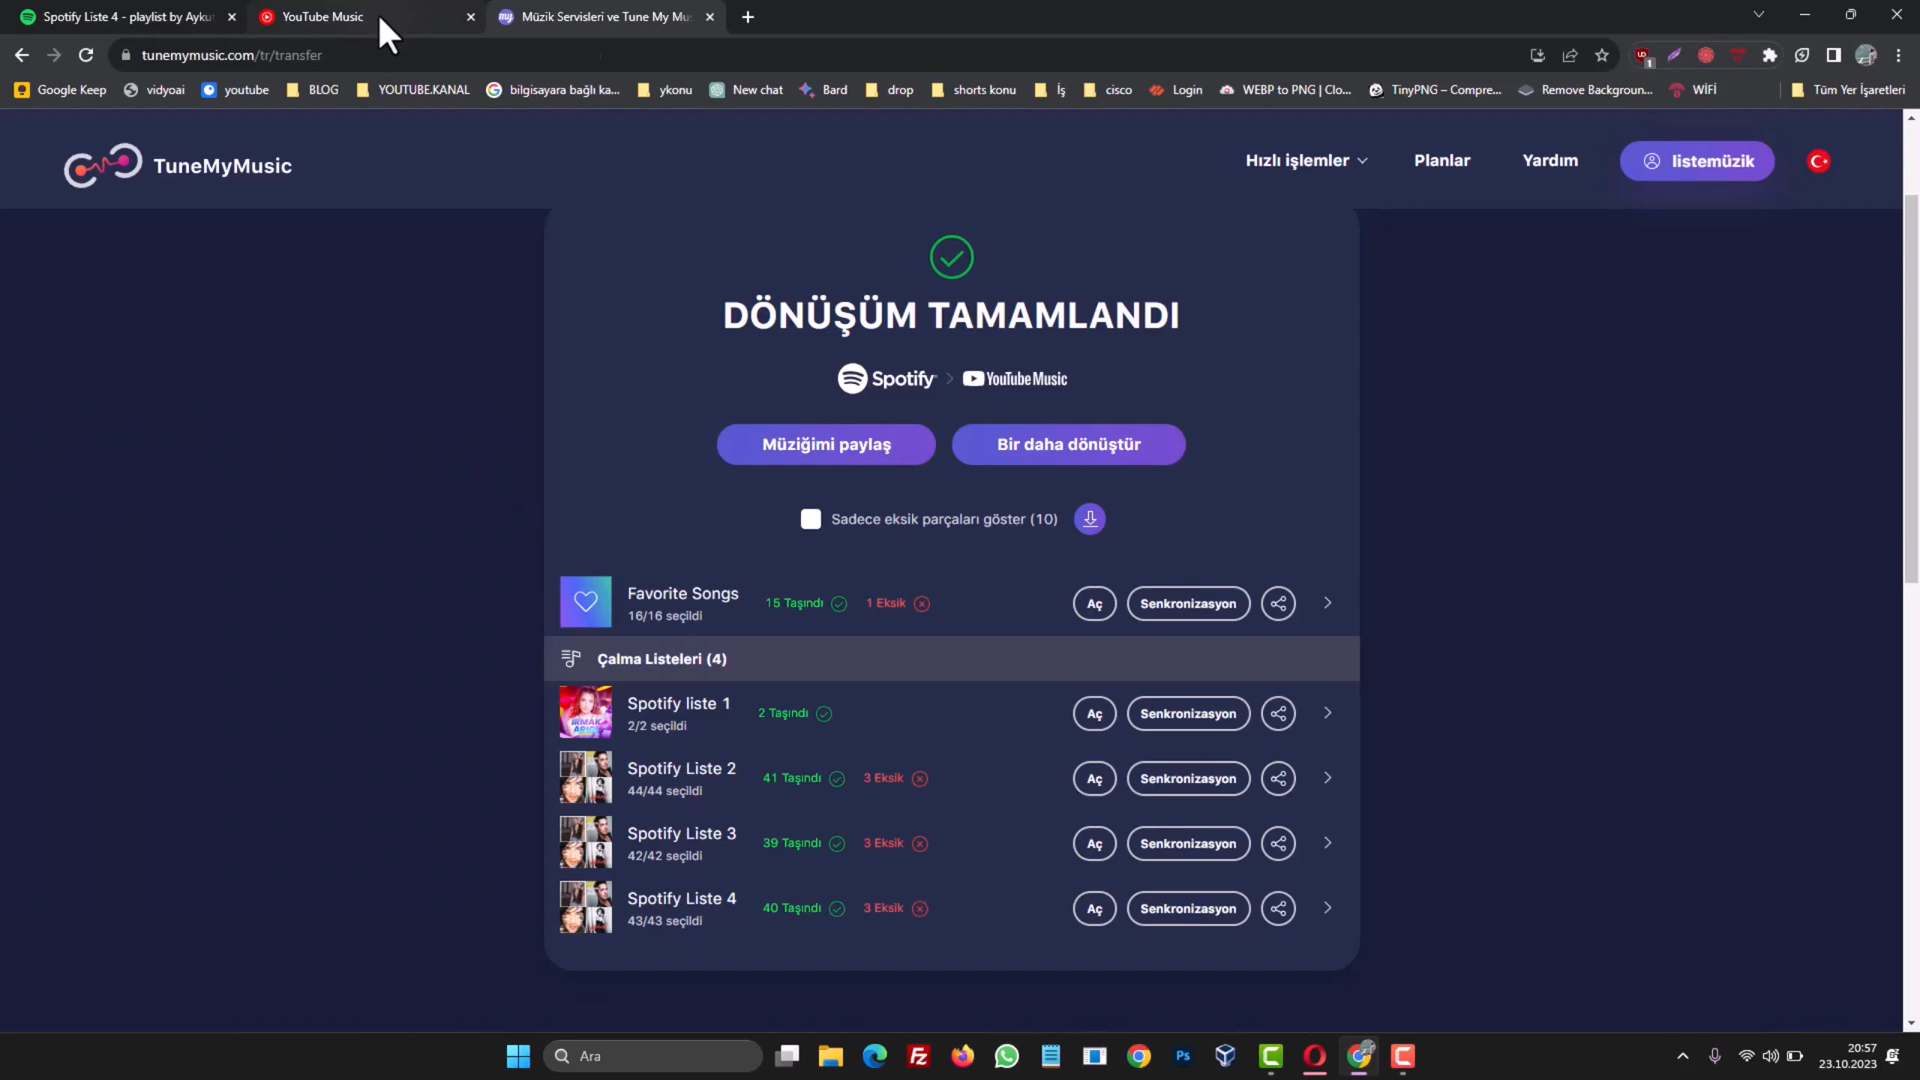 Spotify Liste 4 - playlist by Ayku
YouTube Music
Müzik Servisleri ve Tune My Mu
tunemymusic.com/tr/transfer
Google Keep
vidyoai
youtube
BLOG
YOUTUBE.KANAL
bilgisayara bağlı ka...
ykonu
New chat
Bard
drop
shorts konu
İş
cisco
Login
WEBP to PNG | Clo...
TinyPNG – Compre...
Remove Backgroun...
WİFİ
Tüm Yer İşaretleri
TuneMyMusic
Hızlı işlemler
Planlar
Yardım
listemüzik
DÖNÜŞÜM TAMAMLANDI
Spotify
YouTube Music
Müziğimi paylaş
Bir daha dönüştür
Sadece eksik parçaları göster (10)
Favorite Songs
16/16 seçildi
15 Taşındı
1 Eksik
Aç
Senkronizasyon
Çalma Listeleri (4)
Spotify liste 1
2/2 seçildi
2 Taşındı
Aç
Senkronizasyon
Spotify Liste 2
44/44 seçildi
41 Taşındı
3 Eksik
Aç
Senkronizasyon
Spotify Liste 3
42/42 seçildi
39 Taşındı
3 Eksik
Aç
Senkronizasyon
Spotify Liste 4
43/43 seçildi
40 Taşındı
3 Eksik
Aç
Senkronizasyon
Ara
20:57
23.10.2023